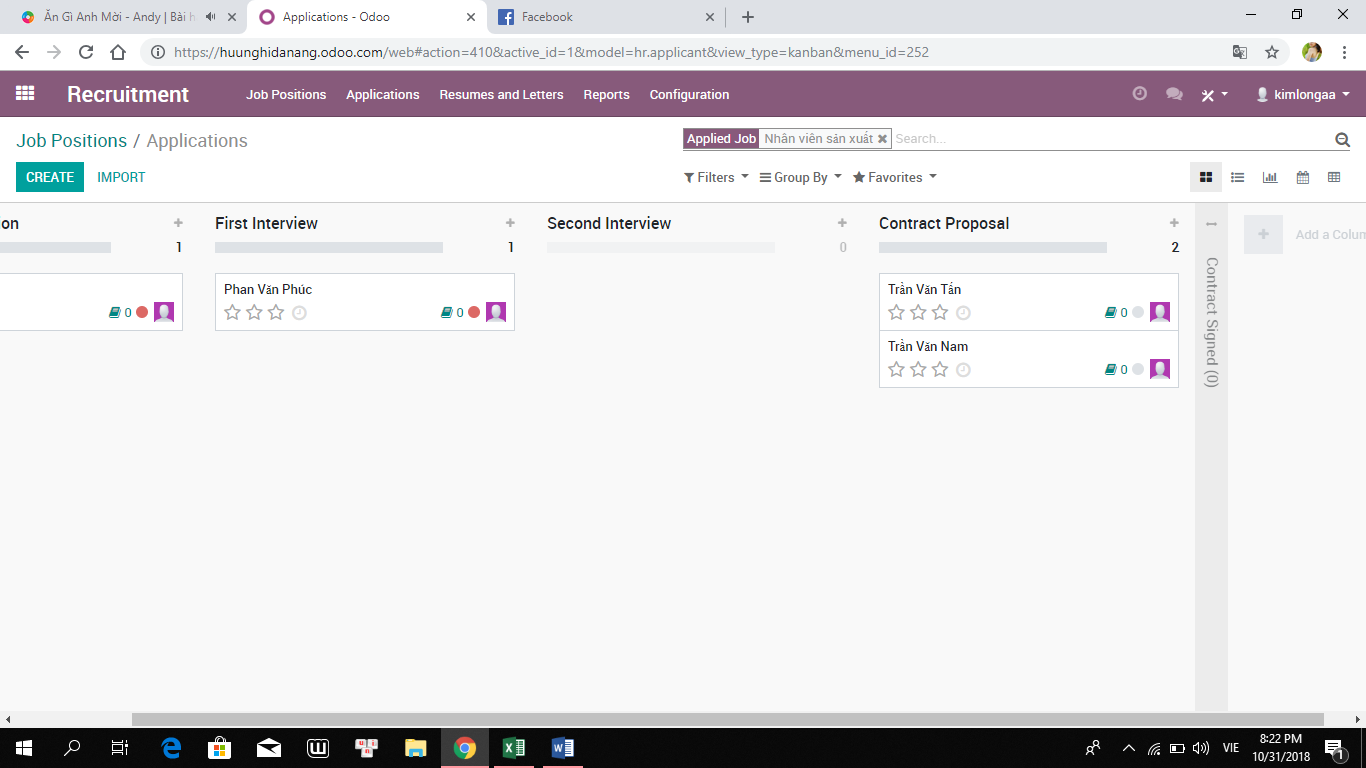 Ăn Gì Anh Mời - Andy | Bài h
Applications - Odoo
Facebook
https://huunghidanang.odoo.com/web#action=410&active_id=1&model=hr.applicant&view_type=kanban&menu_id=252
Recruitment
Job Positions
Applications
Resumes and Letters
Reports
Configuration
kimlongaa
Job Positions / Applications
Applied Job Nhân viên sản xuất
Search...
CREATE
IMPORT
Filters
Group By
Favorites
on
1
First Interview
1
Second Interview
0
Contract Proposal
2
Contract Signed (0)
Add a Colum
0
Phan Văn Phúc
0
Trần Văn Tấn
0
Trần Văn Nam
0
VIE
8:22 PM
10/31/2018
1